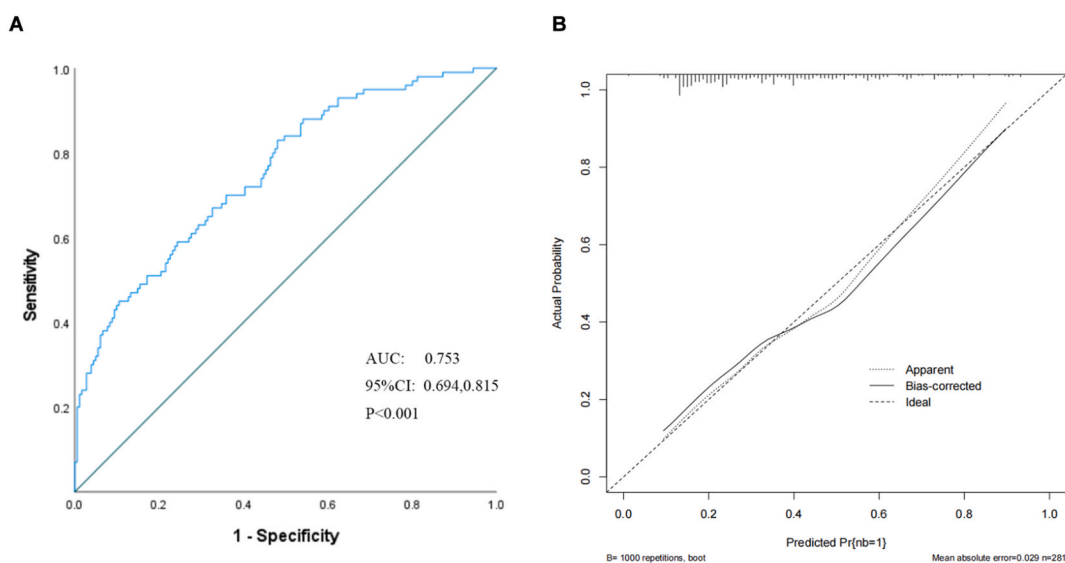 A
1.0
0.8
0.6
0.4
0.2
Sensitivity
AUC: 0.753
95%CI: 0.694,0.815
P<0.001
0.0
0.2
0.4
0.6
0.8
1.0
1 - Specificity
B
1.0
0.8
0.6
0.4
0.2
0.0
Actual Probability
Apparent
Bias-corrected
Ideal
0.0
0.2
0.4
0.6
0.8
1.0
Predicted Pr{nb=1}
B= 1000 repetitions, boot
Mean absolute error=0.029 n=281